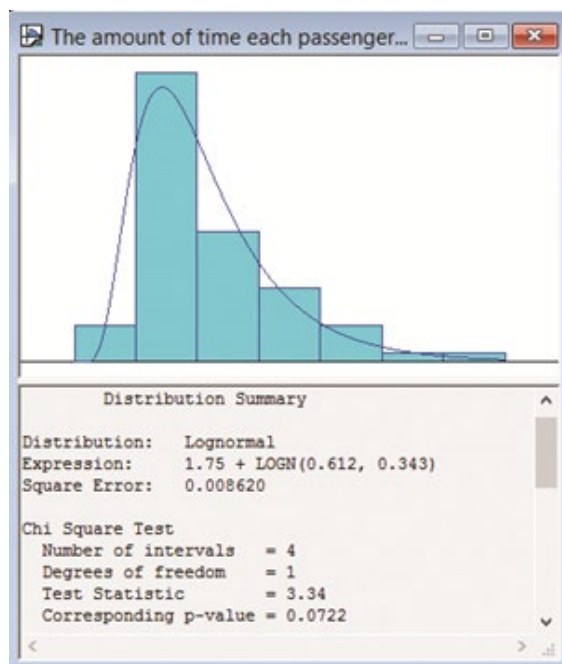 The amount of time each passenger...
Distribution Summary
Distribution: Lognormal
Expression: 1.75 + LOGN(0.612, 0.343)
Square Error: 0.008620
Chi Square Test
Number of intervals = 4
Degrees of freedom = 1
Test Statistic = 3.34
Corresponding p-value = 0.0722